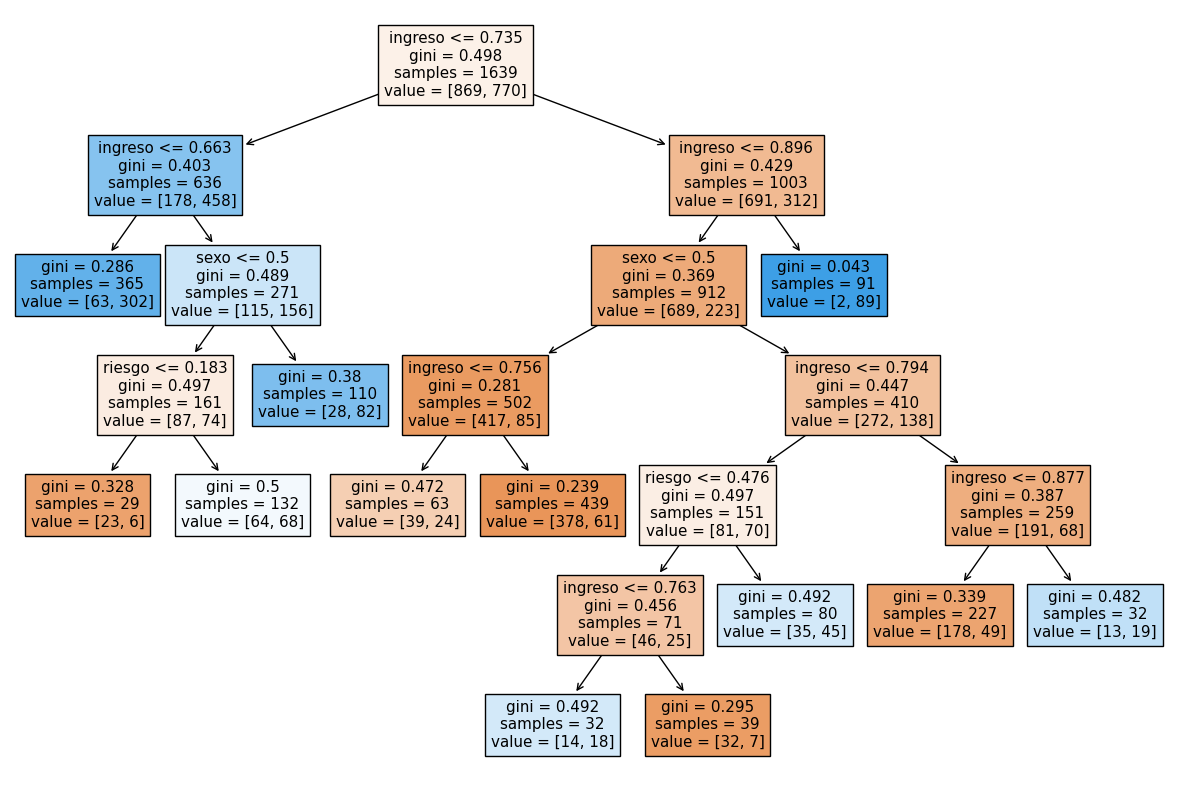 ingreso <= 0.735
gini = 0.498
samples = 1639
value = [869, 770]
ingreso <= 0.663
gini = 0.403
samples = 636
value = [178, 458]
ingreso <= 0.896
gini = 0.429
samples = 1003
value = [691, 312]
gini = 0.286
samples = 365
value = [63, 302]
sexo <= 0.5
gini = 0.489
samples = 271
value = [115, 156]
sexo <= 0.5
gini = 0.369
samples = 912
value = [689, 223]
gini = 0.043
samples = 91
value = [2, 89]
riesgo <= 0.183
gini = 0.497
samples = 161
value = [87, 74]
gini = 0.38
samples = 110
value = [28, 82]
ingreso <= 0.756
gini = 0.281
samples = 502
value = [417, 85]
ingreso <= 0.794
gini = 0.447
samples = 410
value = [272, 138]
gini = 0.328
samples = 29
value = [23, 6]
gini = 0.5
samples = 132
value = [64, 68]
gini = 0.472
samples = 63
value = [39, 24]
gini = 0.239
samples = 439
value = [378, 61]
riesgo <= 0.476
gini = 0.497
samples = 151
value = [81, 70]
ingreso <= 0.877
gini = 0.387
samples = 259
value = [191, 68]
ingreso <= 0.763
gini = 0.456
samples = 71
value = [46, 25]
gini = 0.492
samples = 80
value = [35, 45]
gini = 0.339
samples = 227
value = [178, 49]
gini = 0.482
samples = 32
value = [13, 19]
gini = 0.492
samples = 32
value = [14, 18]
gini = 0.295
samples = 39
value = [32, 7]